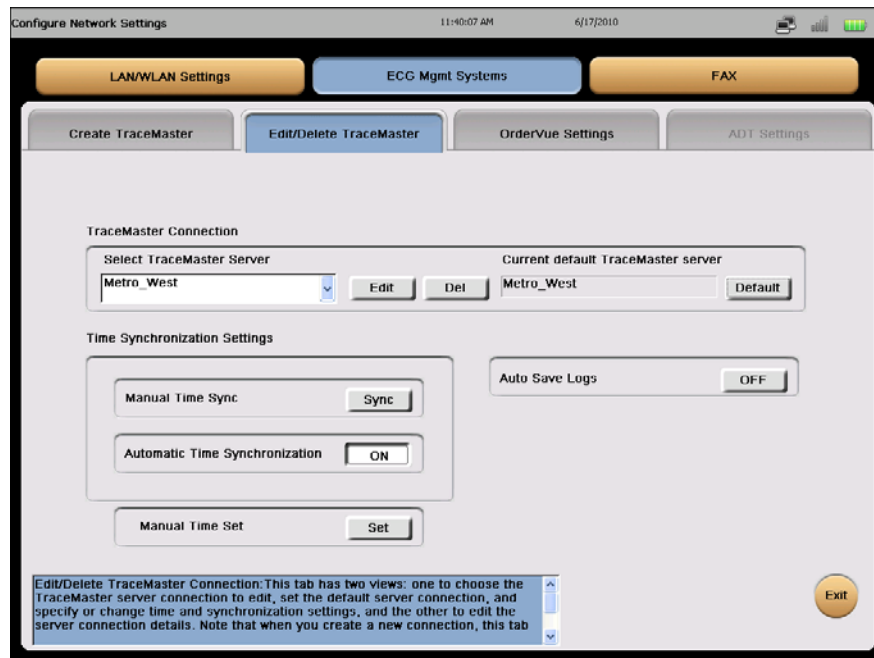 Configure Network Settings 11:40:07 AM 6/17/2010
LAN/WLAN Settings ECG Mgmt Systems FAX
Create TraceMaster Edit/Delete TraceMaster OrderVue Settings ADT Settings
TraceMaster Connection
Select TraceMaster Server Current default TraceMaster server
Metro_West Edit Del Metro_West Default
Time Synchronization Settings
Auto Save Logs OFF
Manual Time Sync Sync
Automatic Time Synchronization ON
Manual Time Set Set
Edit/Delete TraceMaster Connection:This tab has two views: one to choose the
TraceMaster server connection to edit, set the default server connection, and
specify or change time and synchronization settings, and the other to edit the
server connection details. Note that when you create a new connection, this tab
Exit